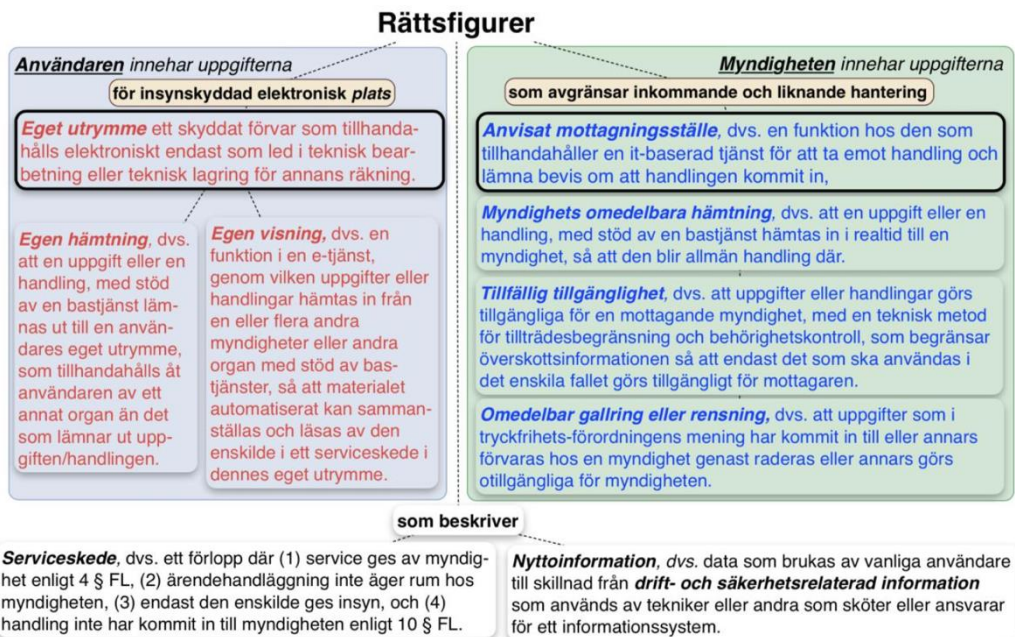 Rättsfigurer
Användaren innehar uppgifterna
för insynskyddad elektronisk plats
Eget utrymme ett skyddat förvar som tillhanda-
hålls elektroniskt endast som led i teknisk bear-
betning eller teknisk lagring för annans räkning.
Egen hämtning, dvs.
att en uppgift eller en
handling, med stöd
av en bastjänst läm-
nas ut till en använ-
dares eget utrymme,
som tillhandahålls åt
användaren av ett
annat organ än det
som lämnar ut upp-
giften/handlingen.
Egen visning, dvs. en
funktion i en e-tjänst,
genom vilken uppgifter eller
handlingar hämtas in från
en eller flera andra
myndigheter eller andra
organ med stöd av bas-
tjänster, så att materialet
automatiserat kan samman-
ställas och läsas av den
enskilde i ett serviceskede i
dennes eget utrymme.
Myndigheten innehar uppgifterna
som avgränsar inkommande och liknande hantering
Anvisat mottagningsställe, dvs. en funktion hos den som
tillhandahåller en it-baserad tjänst för att ta emot handling och
lämna bevis om att handlingen kommit in,
Myndighets omedelbara hämtning, dvs. att en uppgift eller en
handling, med stöd av en bastjänst hämtas in i realtid till en
myndighet, så att den blir allmän handling där.
Tillfällig tillgänglighet, dvs. att uppgifter eller handlingar görs
tillgängliga för en mottagande myndighet, med en teknisk metod
för tillträdesbegränsning och behörighetskontroll, som begränsar
överskottsinformationen så att endast det som ska användas i
det enskila fallet görs tillgängligt för mottagaren.
Omedelbar gallring eller rensning, dvs. att uppgifter som i
tryckfrihets-förordningens mening har kommit in till eller annars
förvaras hos en myndighet genast raderas eller annars görs
otillgängliga för myndigheten.
som beskriver
Serviceskede, dvs. ett förlopp där (1) service ges av myndig-
het enligt 4 § FL, (2) ärendehandläggning inte äger rum hos
myndigheten, (3) endast den enskilde ges insyn, och (4)
handling inte har kommit in till myndigheten enligt 10 § FL.
Nyttoinformation, dvs. data som brukas av vanliga användare
till skillnad från drift- och säkerhetsrelaterad information
som används av tekniker eller andra som sköter eller ansvarar
för ett informationssystem.